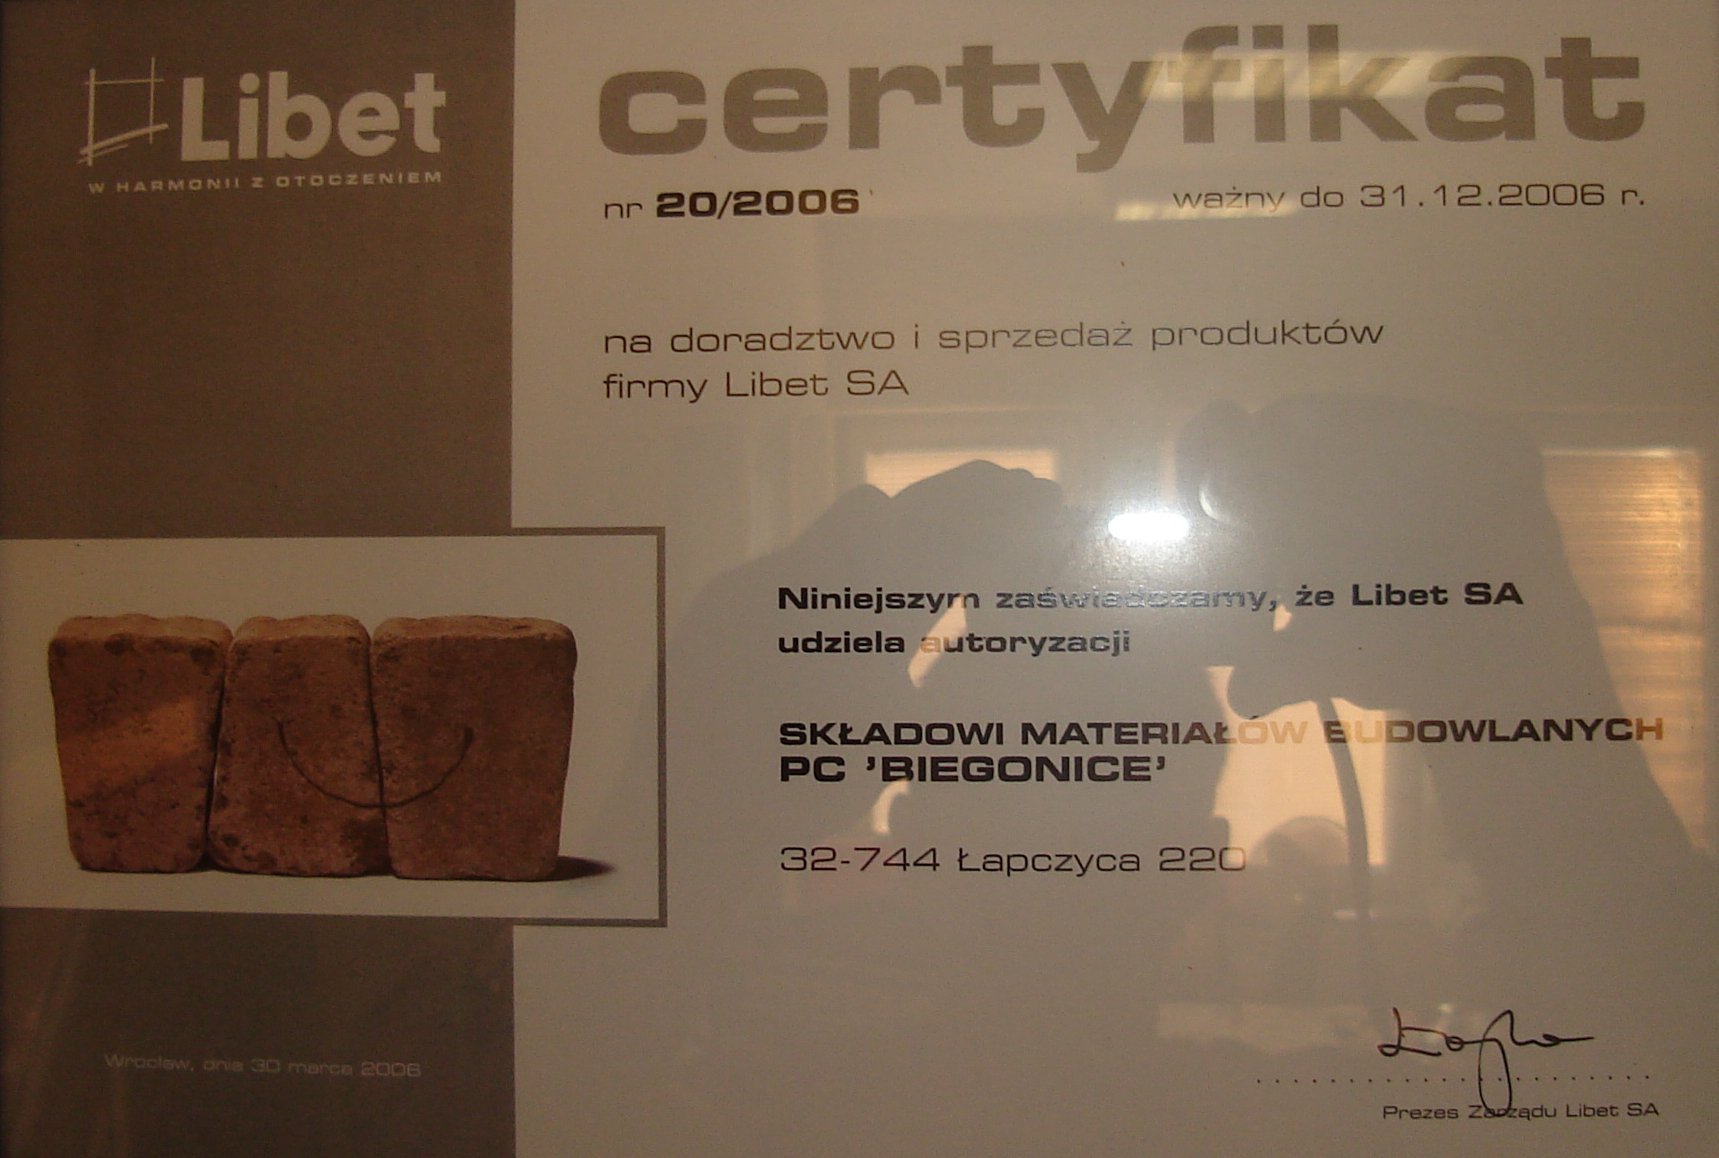 Libet
W HARMONII Z OTOCZENIEM
certyfikat
nr 20/2006
ważny do 31.12.2006 r.
na doradztwo i sprzedaż produktów
firmy Libet SA
Niniejszym zaświadczamy, że Libet SA
udziela autoryzacji
SKŁADOWI MATERIAŁÓW BUDOWLANYCH
PC 'BIEGONICE'
32-744 Łapczyca 220
Wrocław, dnia 30 marca 2006
Prezes Zarządu Libet SA